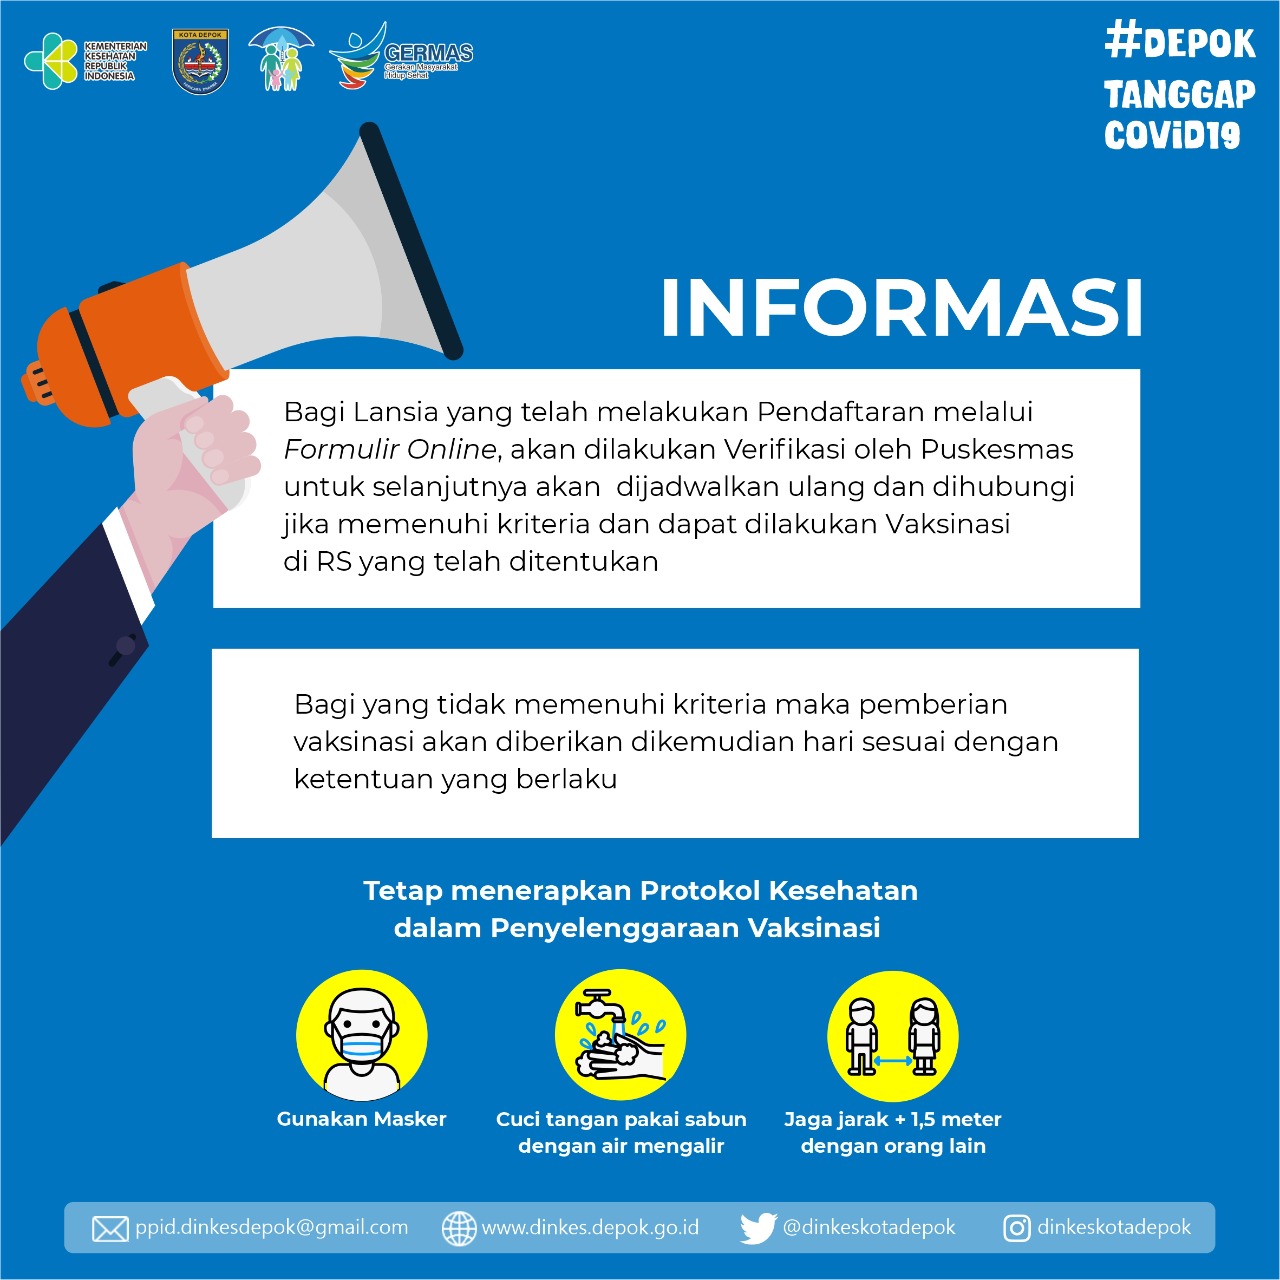 KEMENTERIAN
KESEHATAN
REPUBLIK
INDONESIA
KOTA DEPOK
GERMAS
Gerakan Masyarakat
Hidup Sehat
#DEPOK
TANGGAP
COViD19
INFORMASI
Bagi Lansia yang telah melakukan Pendaftaran melalui
Formulir Online, akan dilakukan Verifikasi oleh Puskesmas
untuk selanjutnya akan dijadwalkan ulang dan dihubungi
jika memenuhi kriteria dan dapat dilakukan Vaksinasi
di RS yang telah ditentukan
Bagi yang tidak memenuhi kriteria maka pemberian
vaksinasi akan diberikan dikemudian hari sesuai dengan
ketentuan yang berlaku
Tetap menerapkan Protokol Kesehatan
dalam Penyelenggaraan Vaksinasi
Gunakan Masker
Cuci tangan pakai sabun
dengan air mengalir
Jaga jarak + 1,5 meter
dengan orang lain
ppid.dinkesdepok@gmail.com
www.dinkes.depok.go.id
@dinkeskotadepok
dinkeskotadepok